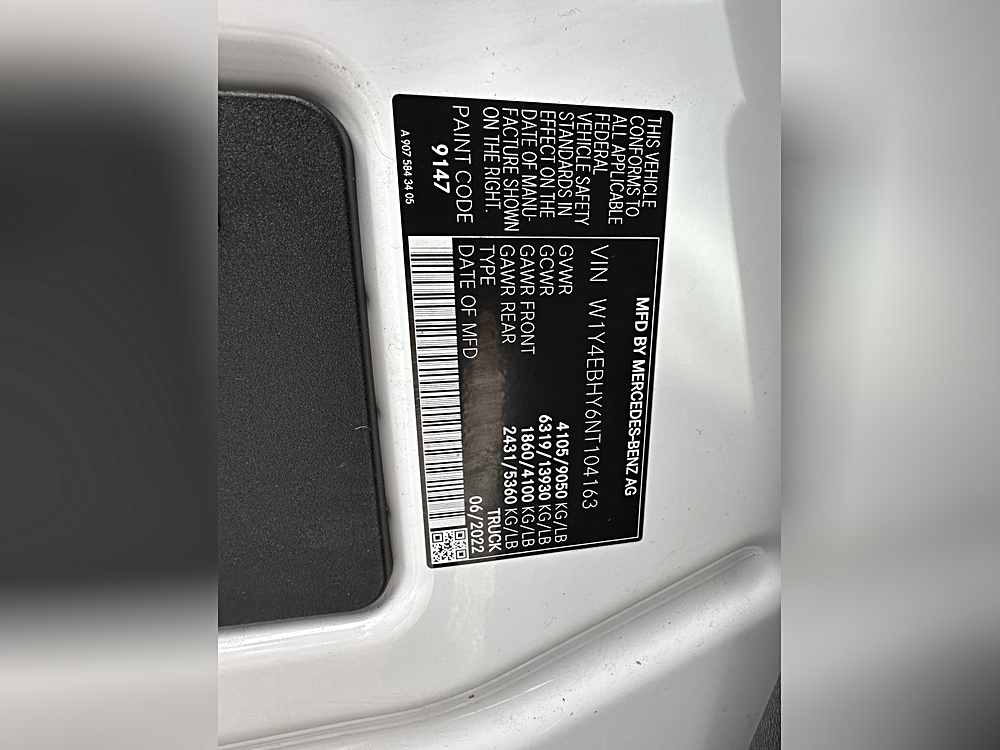 THIS VEHICLE
CONFORMS TO
ALL APPLICABLE
FEDERAL
VEHICLE SAFETY
STANDARDS IN
EFFECT ON THE
DATE OF MANU-
FACTURE SHOWN
ON THE RIGHT.
PAINT CODE
9147
A 907 584 34 05
MFD BY MERCEDES-BENZ AG
VIN W1Y4EBHY6NT104163
GVWR 4105/9050 KG/LB
GCWR 6319/13930 KG/LB
GAWR FRONT 1860/4100 KG/LB
GAWR REAR 2431/5360 KG/LB
TYPE TRUCK
DATE OF MFD 06/2022